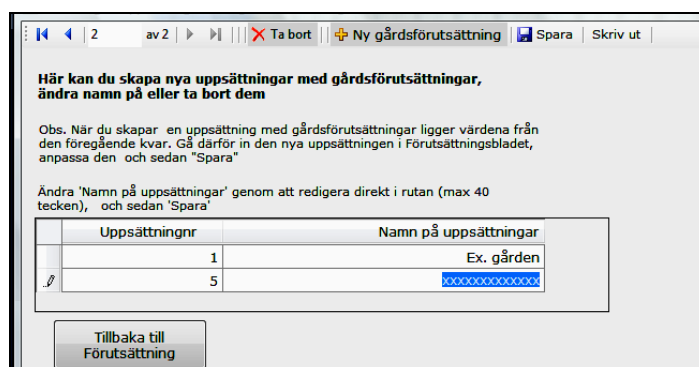 2 av 2 Ta bort Ny gårdsförutsättning Spara Skriv ut
Här kan du skapa nya uppsättningar med gårdsförutsättningar,
ändra namn på eller ta bort dem
Obs. När du skapar en uppsättning med gårdsförutsättningar ligger värdena från
den föregående kvar. Gå därför in den nya uppsättningen i Förutsättningsbladet,
anpassa den och sedan "Spara"
Ändra 'Namn på uppsättningar' genom att redigera direkt i rutan (max 40
tecken), och sedan 'Spara'
Uppsättningnr Namn på uppsättningar
1 Ex. gården
5 xxxxxxxxxxxxx
Tillbaka till
Förutsättning